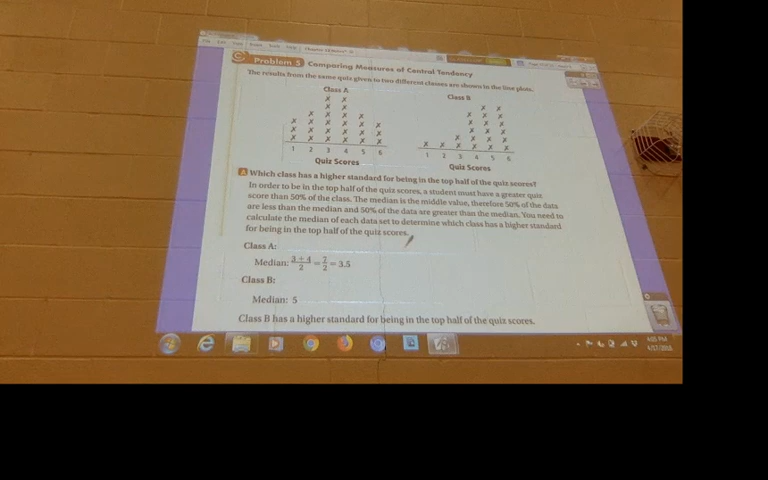 Problem 5 Comparing Measures of Central Tendency
The results from the same quiz given to two different classes are shown in the line plots.
Class A
Class B
1 2 3 4 5 6
1 2 3 4 5 6
Quiz Scores
Quiz Scores
A Which class has a higher standard for being in the top half of the quiz scores?
In order to be in the top half of the quiz scores, a student must have a greater quiz
score than 50% of the class. The median is the middle value, therefore 50% of the data
are less than the median and 50% of the data are greater than the median. You need to
calculate the median of each data set to determine which class has a higher standard
for being in the top half of the quiz scores.
Class A:
Median: 3 + 4 / 2 = 7 / 2 = 3.5
Class B:
Median: 5
Class B has a higher standard for being in the top half of the quiz scores.